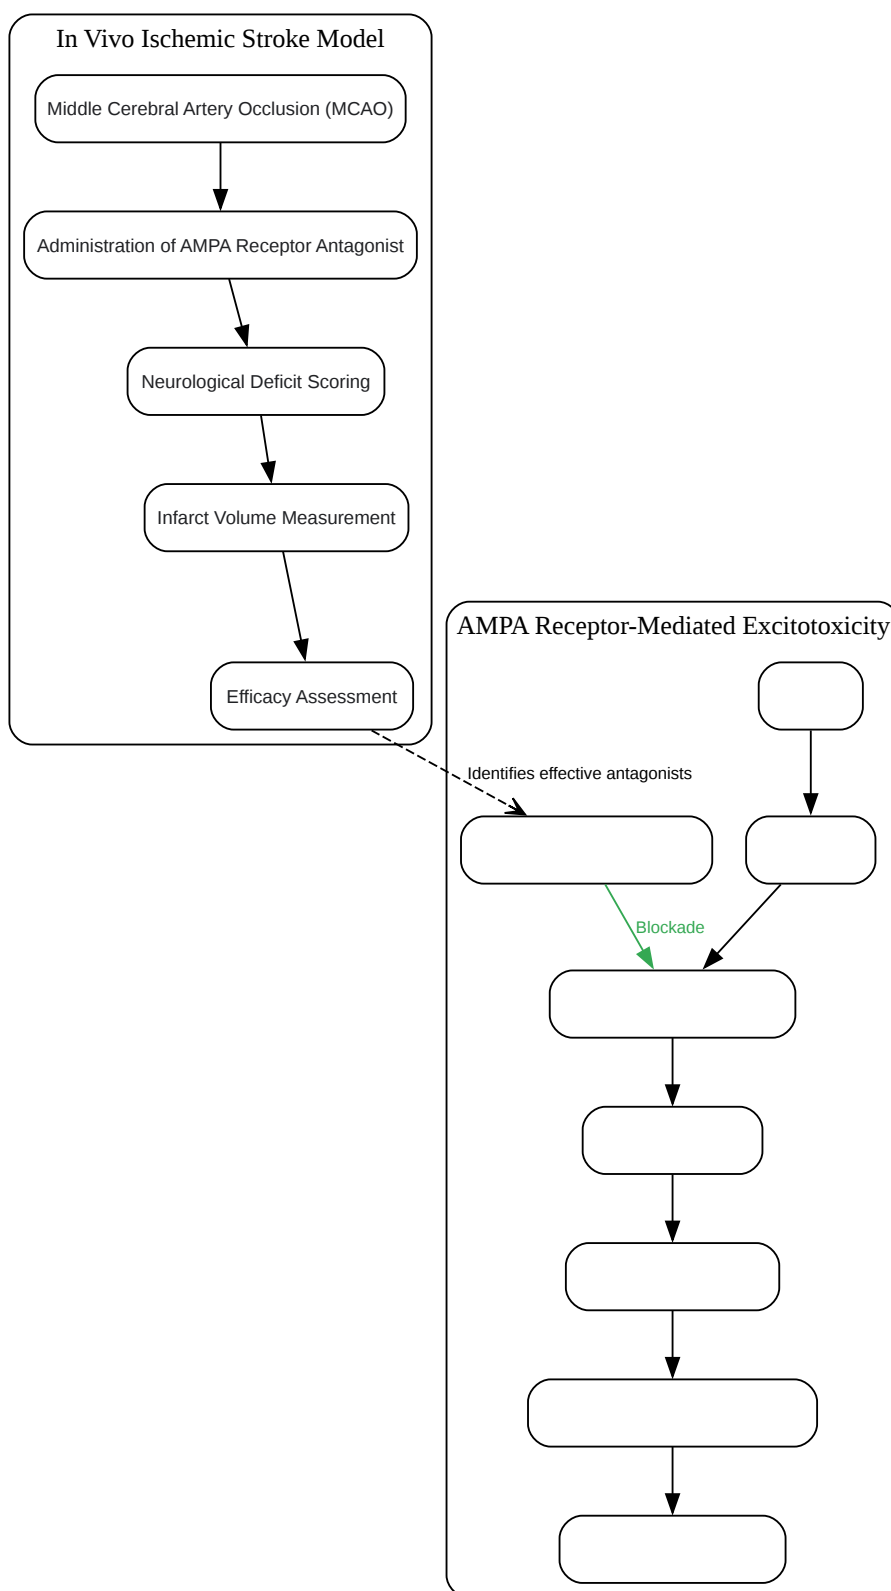 In Vivo Ischemic Stroke Model
Middle Cerebral Artery Occlusion (MCAO)
Administration of AMPA Receptor Antagonist
Neurological Deficit Scoring
Infarct Volume Measurement
Efficacy Assessment
AMPA Receptor-Mediated Excitotoxicity
Identifies effective antagonists
Blockade